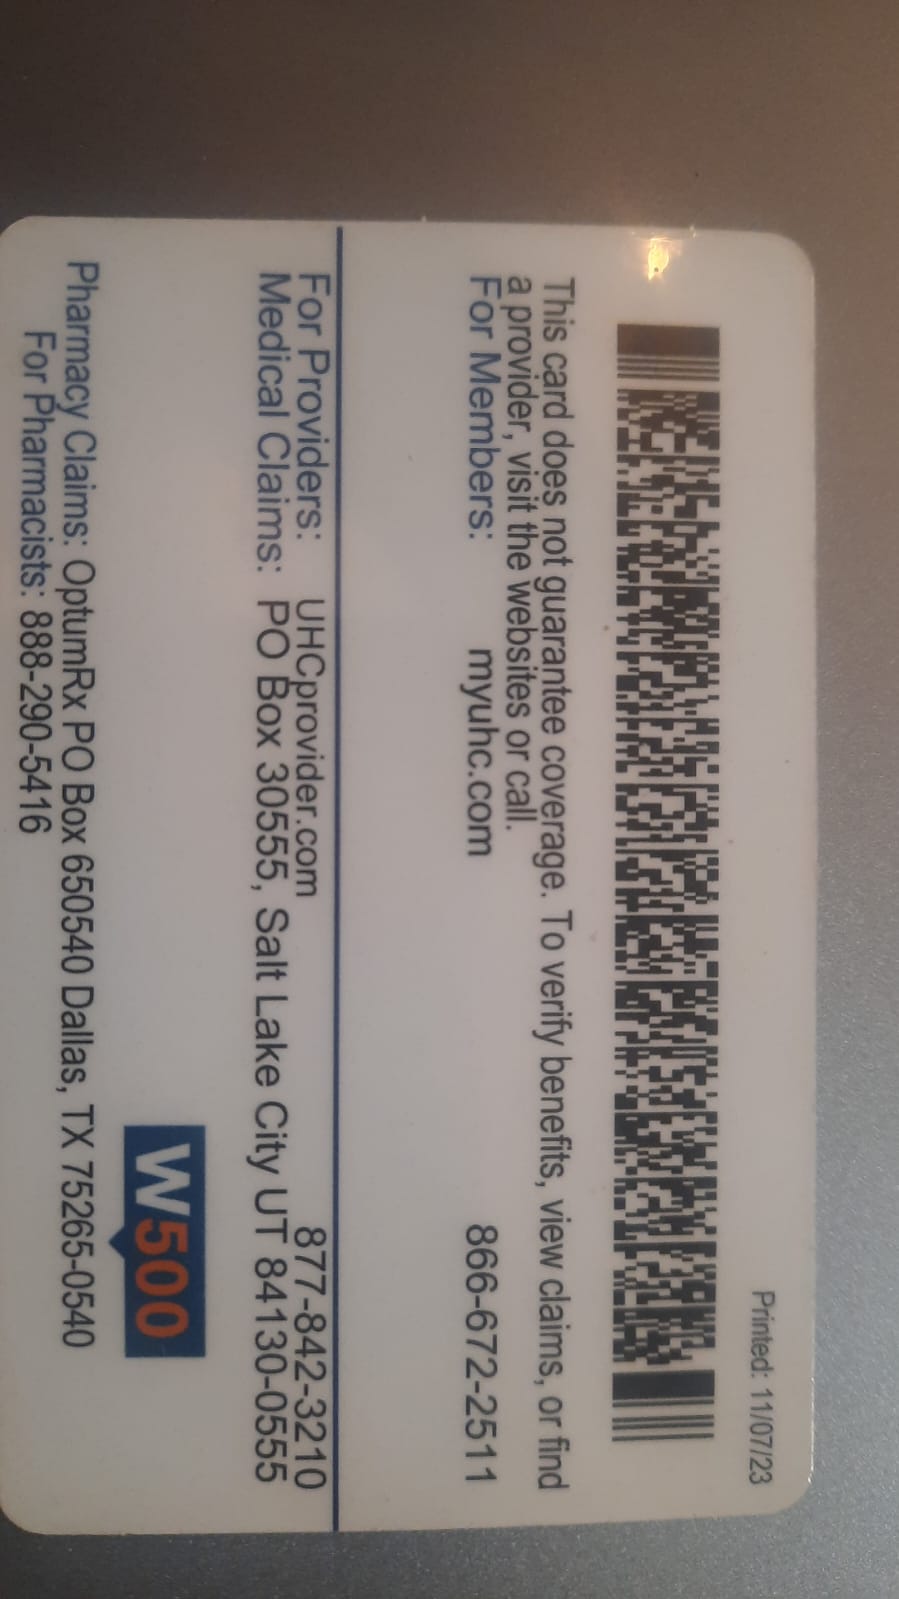 Printed: 11/07/23
This card does not guarantee coverage. To verify benefits, view claims, or find
a provider, visit the websites or call.
For Members: myuhc.com 866-672-2511
For Providers: UHCprovider.com 877-842-3210
Medical Claims: PO Box 30555, Salt Lake City UT 84130-0555
W500
Pharmacy Claims: OptumRx PO Box 650540 Dallas, TX 75265-0540
For Pharmacists: 888-290-5416